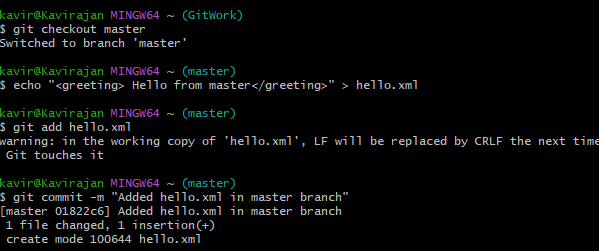 kavir@Kavirajan MINGW64 ~ (GitWork)
$ git checkout master
Switched to branch 'master'
kavir@Kavirajan MINGW64 ~ (master)
$ echo "<greeting> Hello from master</greeting>" > hello.xml
kavir@Kavirajan MINGW64 ~ (master)
$ git add hello.xml
warning: in the working copy of 'hello.xml', LF will be replaced by CRLF the next time
 Git touches it
kavir@Kavirajan MINGW64 ~ (master)
$ git commit -m "Added hello.xml in master branch"
[master 01822c6] Added hello.xml in master branch
 1 file changed, 1 insertion(+)
 create mode 100644 hello.xml